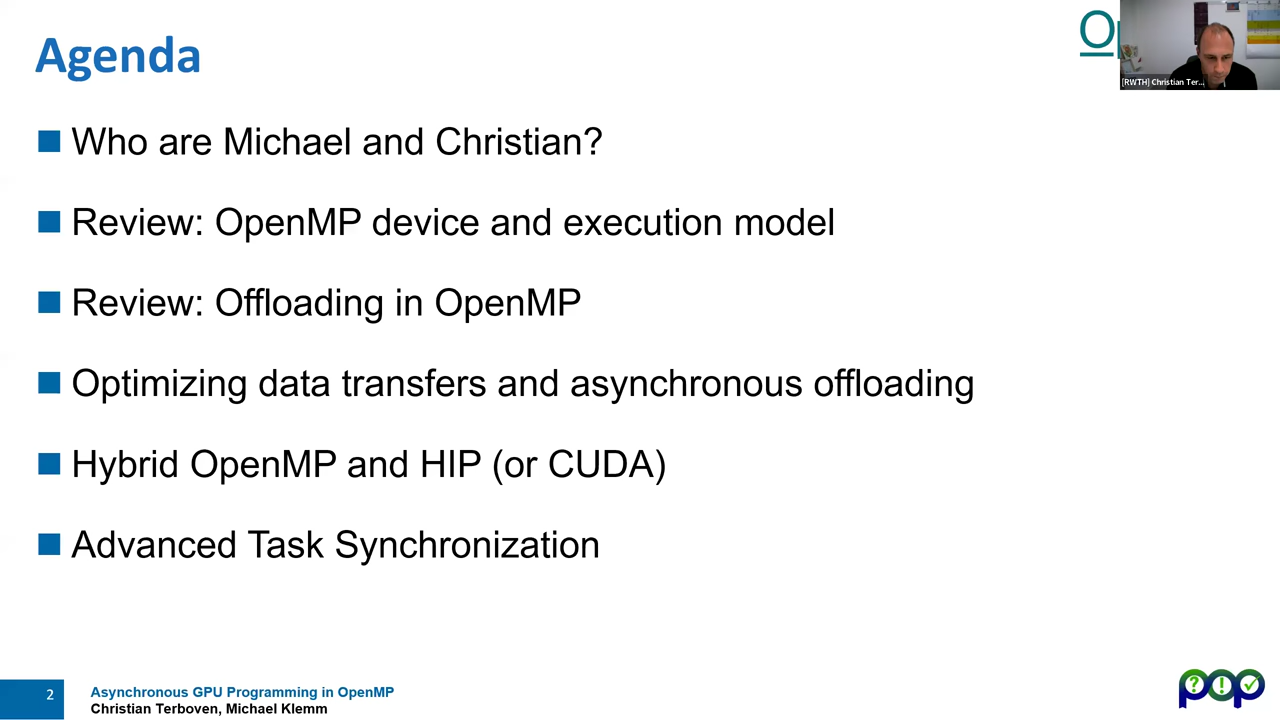 Agenda
Op
[RWTH] Christian Ter...
Who are Michael and Christian?
Review: OpenMP device and execution model
Review: Offloading in OpenMP
Optimizing data transfers and asynchronous offloading
Hybrid OpenMP and HIP (or CUDA)
Advanced Task Synchronization
2
Asynchronous GPU Programming in OpenMP
Christian Terboven, Michael Klemm
pop